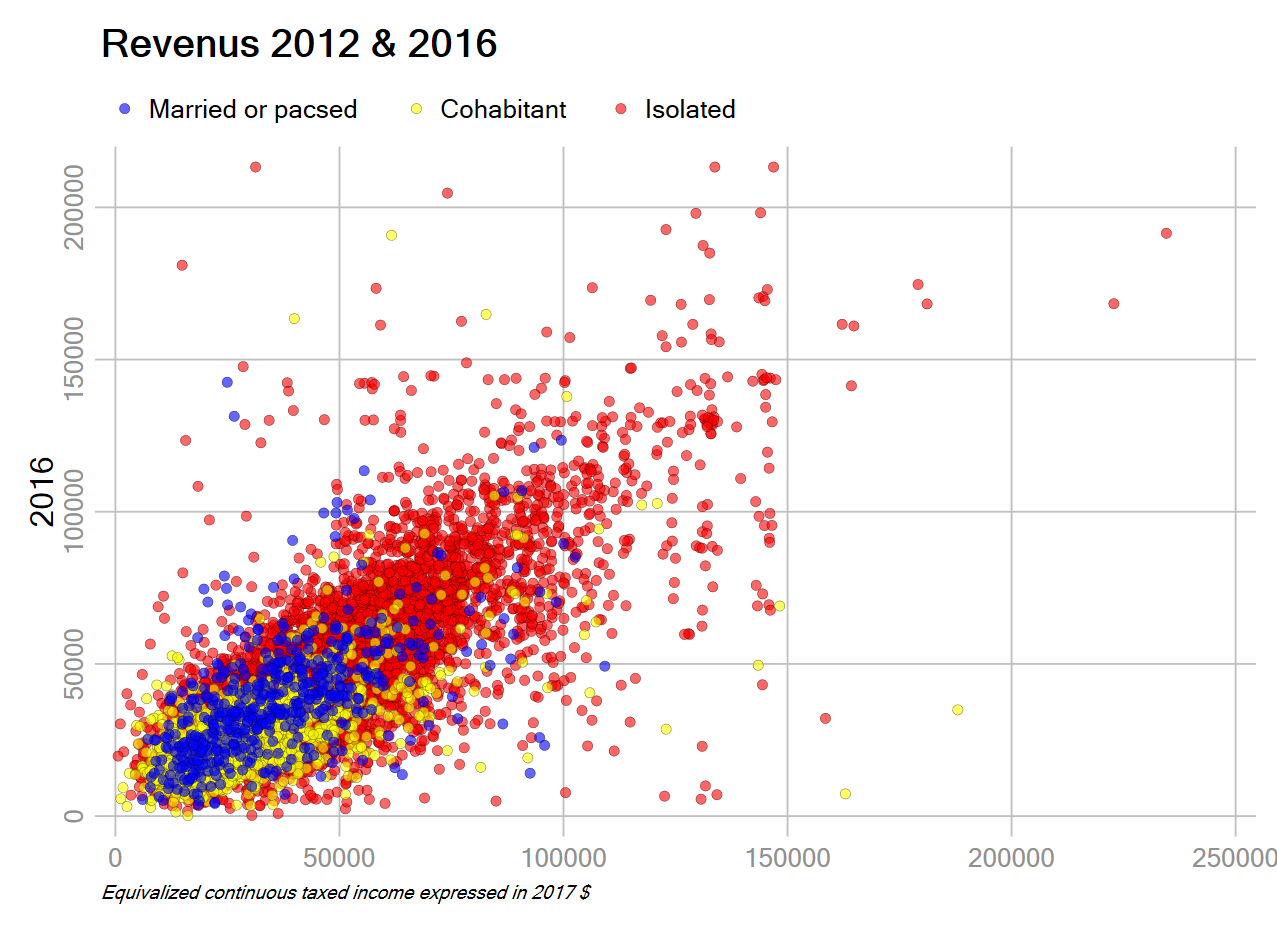 Revenus 2012 & 2016
Married or pacsed Cohabitant Isolated
200000
150000
2016
100000
50000
0
0 50000 100000 150000 200000 250000
Equivalized continuous taxed income expressed in 2017 $